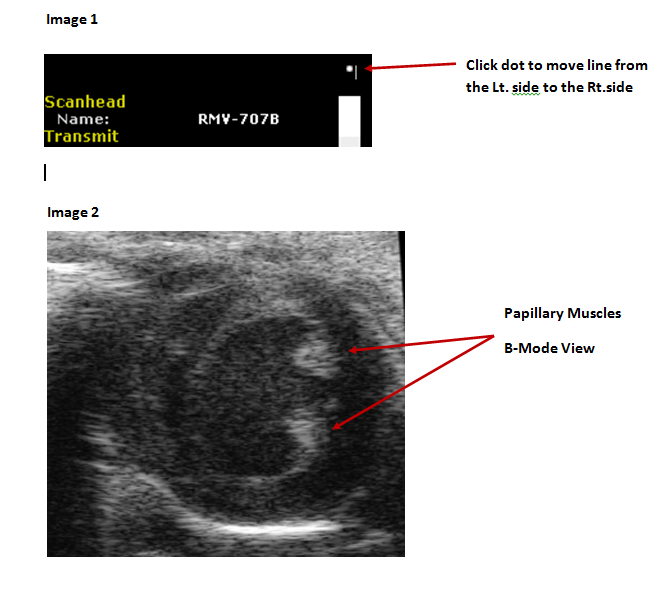 Image 1
Click dot to move line from
the Lt. side to the Rt.side
Scanhead
Name: RMV-707B
Transmit
Image 2
Papillary Muscles
B-Mode View